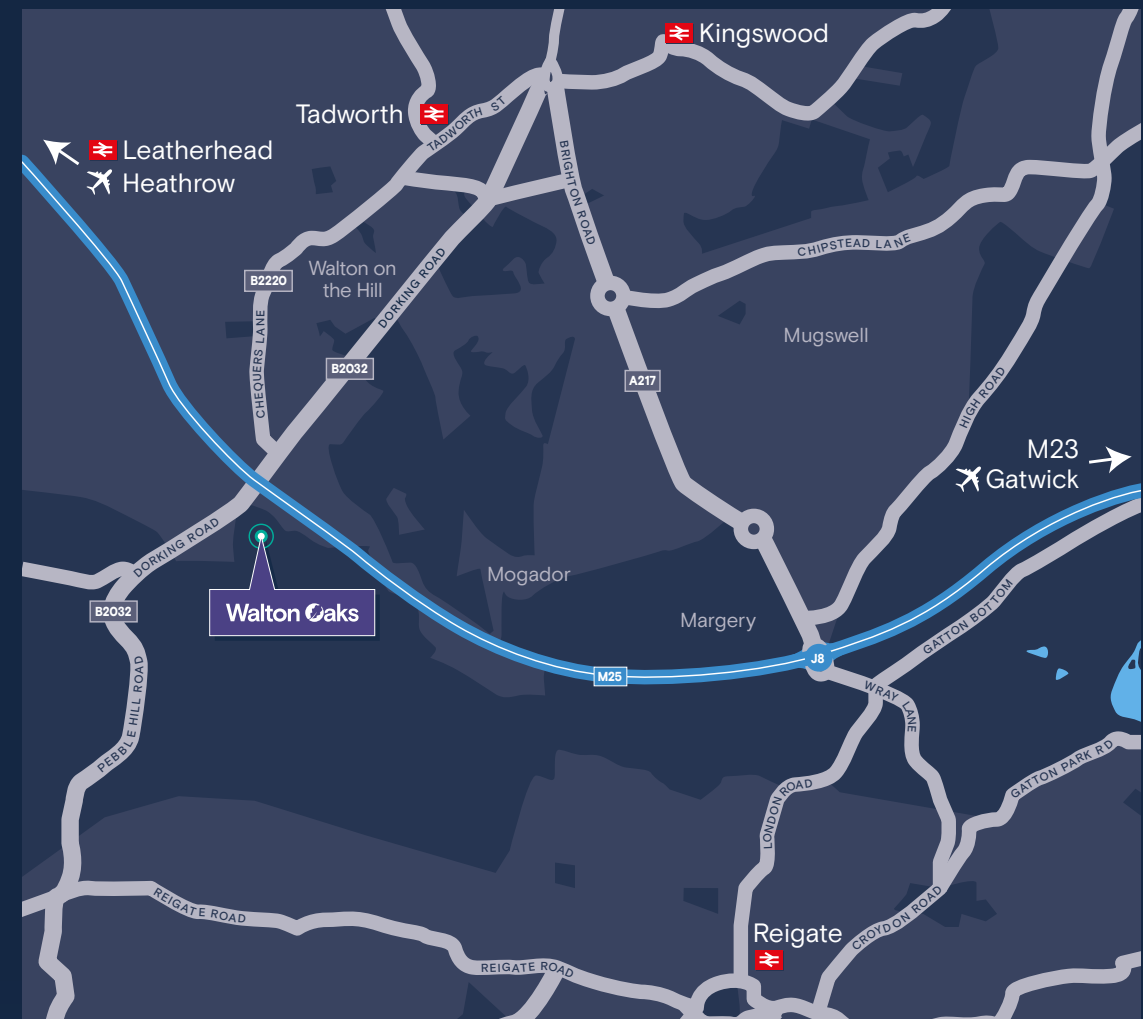 Kingswood
Tadworth
TADWORTH ST
Leatherhead
Heathrow
BRIGHTON ROAD
CHIPSTEAD LANE
B2220
Walton on
the Hill
DORKING ROAD
CHEQUERS LANE
B2032
A217
Mugswell
HIGH ROAD
M23
Gatwick
DORKING ROAD
B2032
Walton Oaks
Mogador
Margery
J8
M25
GATTON BOTTOM
WRAY LANE
PEBBLE HILL ROAD
GATTON PARK RD
LONDON ROAD
REIGATE ROAD
CROYDON ROAD
Reigate
REIGATE ROAD